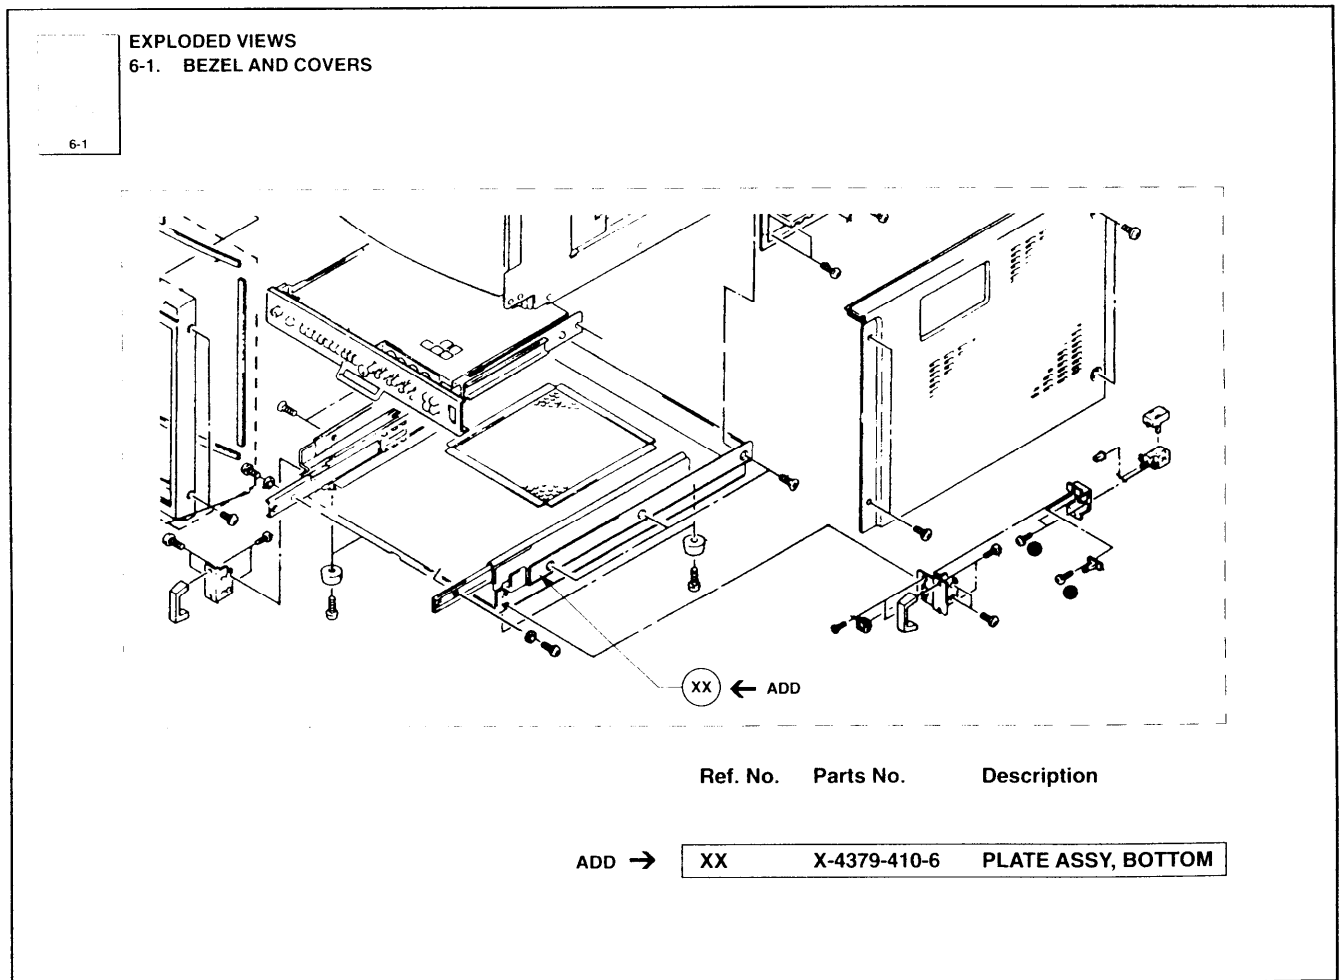 EXPLODED VIEWS
6-1. BEZEL AND COVERS
6-1
XX ← ADD
Ref. No. Parts No. Description
ADD → XX X-4379-410-6 PLATE ASSY, BOTTOM